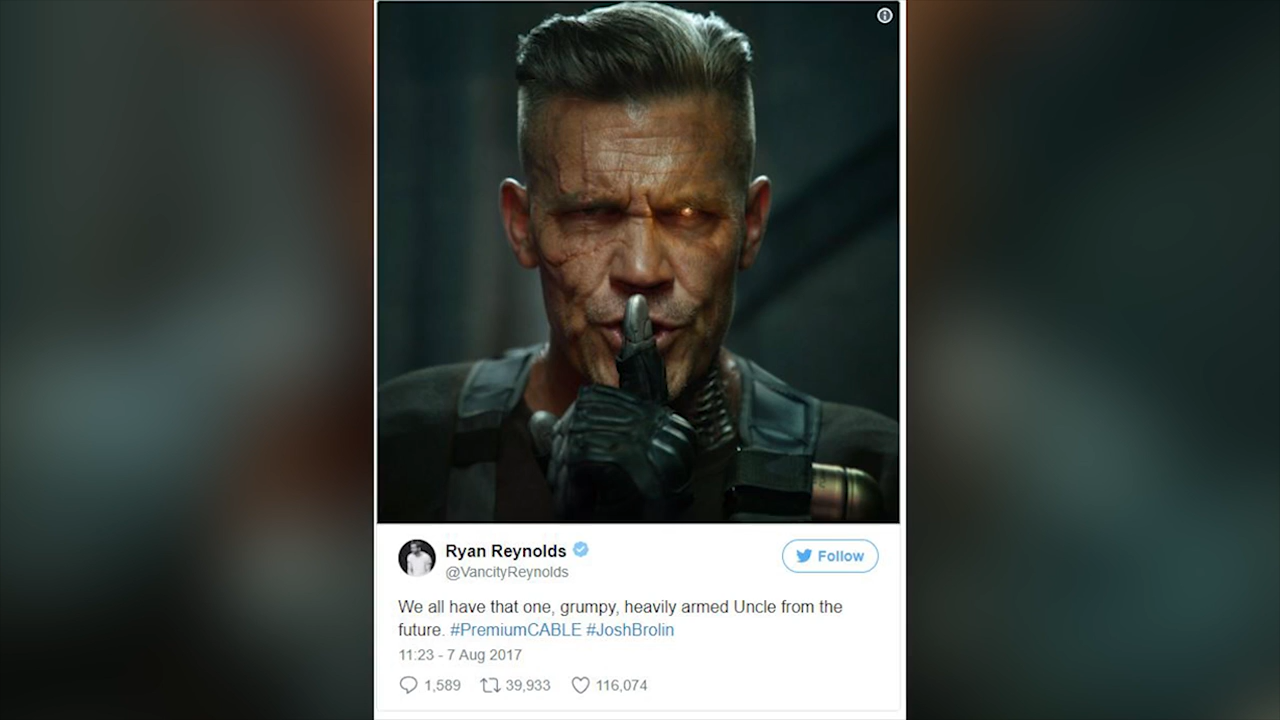 Ryan Reynolds
Follow
@VancityReynolds
We all have that one, grumpy, heavily armed Uncle from the
future. #PremiumCABLE #JoshBrolin
11:23 - 7 Aug 2017
1,589 39,933 116,074